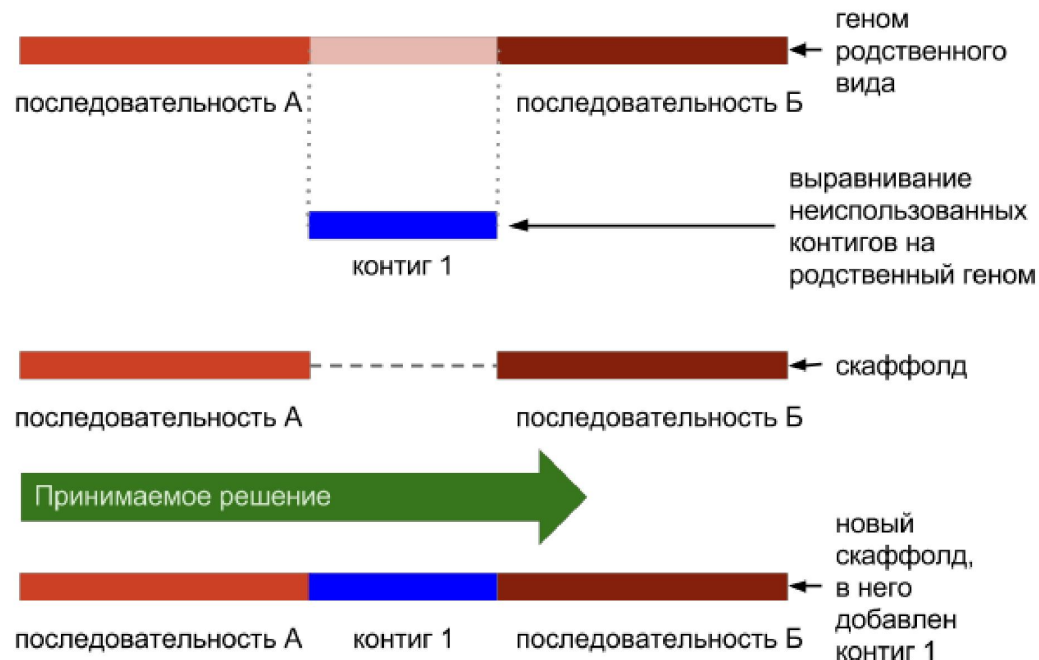 геном
родственного
вида
последовательность А
последовательность Б
выравнивание
неиспользованных
контигов на
родственный геном
контиг 1
скаффолд
последовательность А
последовательность Б
Принимаемое решение
новый
скаффолд,
в него
добавлен
контиг 1
последовательность А
контиг 1
последовательность Б